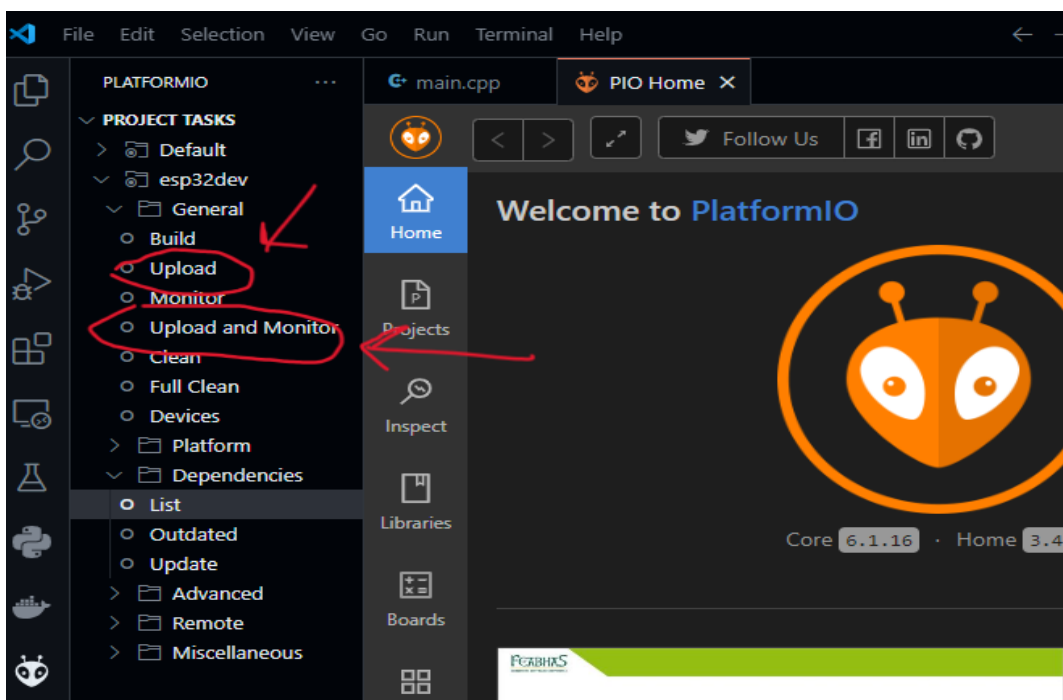 File Edit Selection View Go Run Terminal Help
PLATFORMIO ···
main.cpp
PIO Home
PROJECT TASKS
Default
esp32dev
General
Build
Upload
Monitor
Upload and Monitor
Clean
Full Clean
Devices
Platform
Dependencies
List
Outdated
Update
Advanced
Remote
Miscellaneous
Follow Us
Home
Projects
Inspect
Libraries
Boards
Welcome to PlatformIO
Core 6.1.16 · Home 3.4
FEABHAS